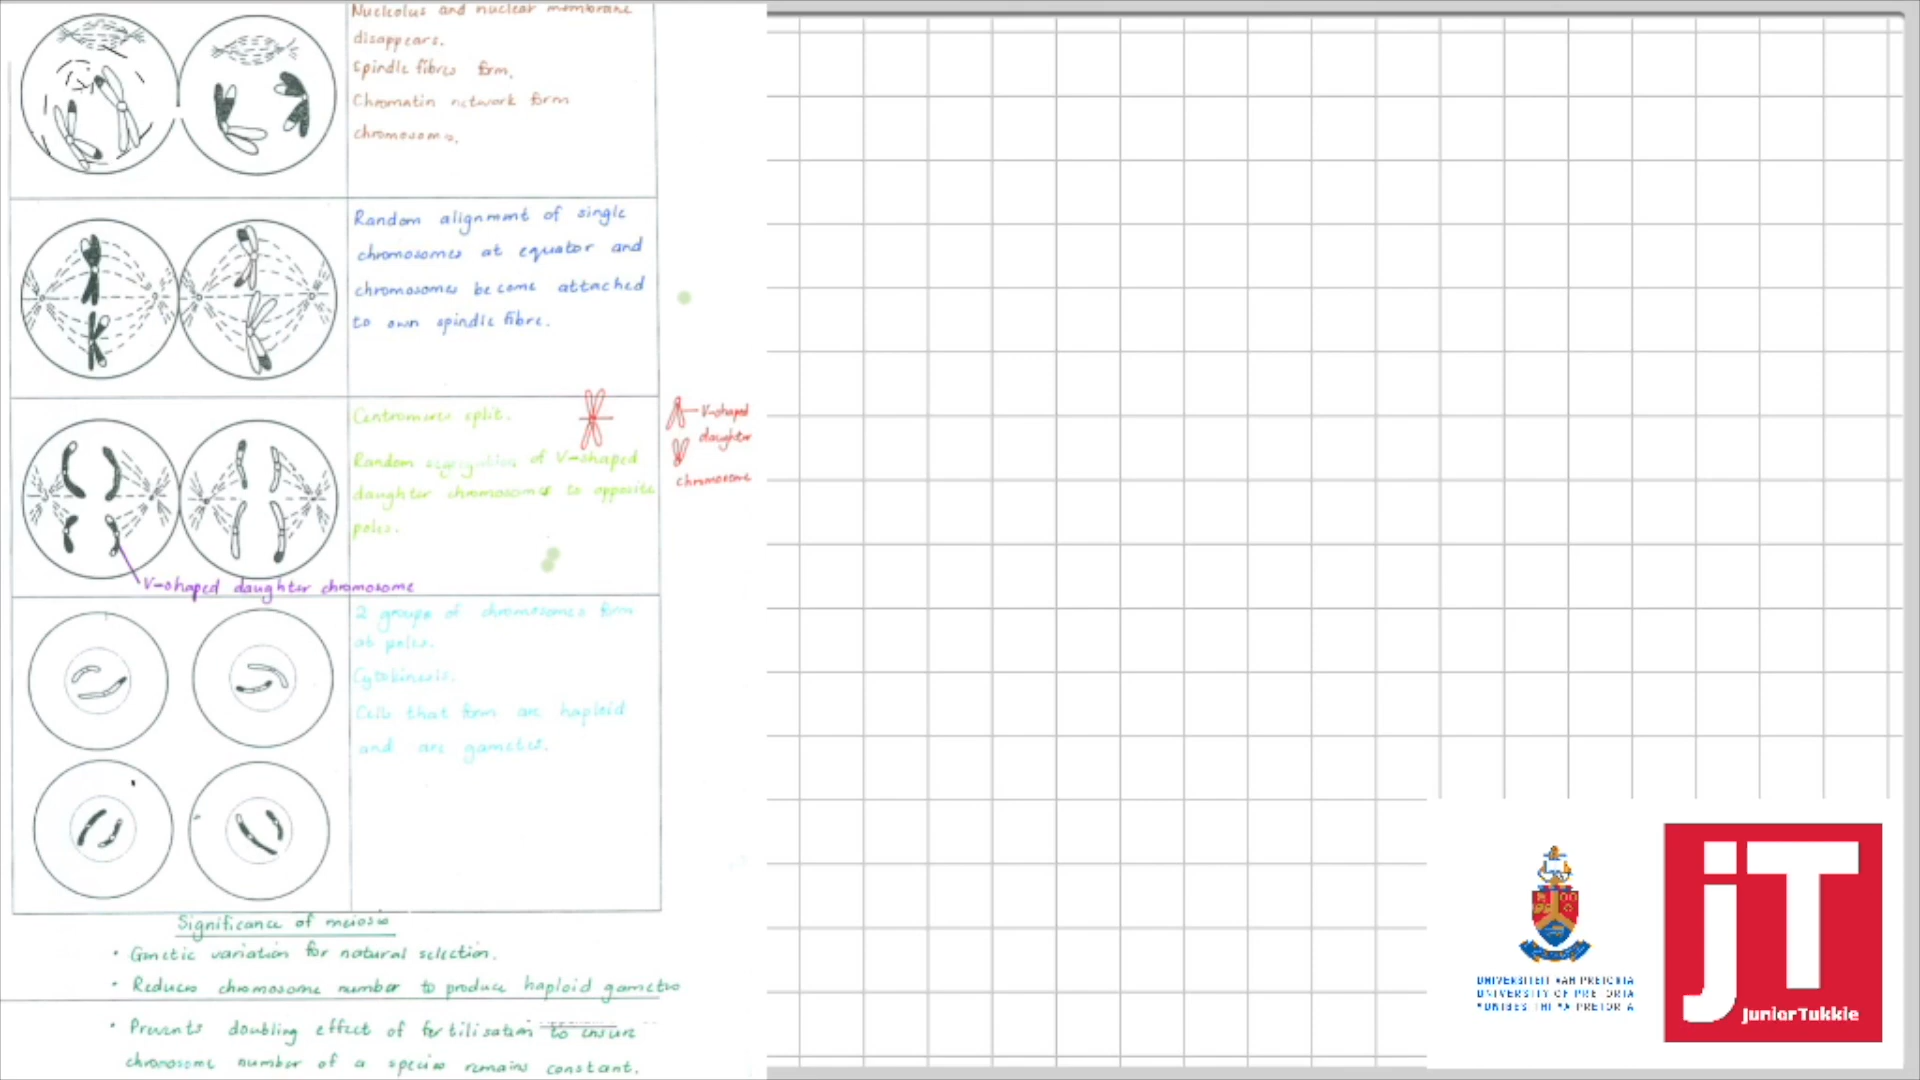 Nucleolus and nuclear membrane
disappears.
Spindle fibres form.
Chromatin network form
chromosoms.
Random alignment of single
chromosomes at equator and
chromosomes become attached
to own spindle fibre.
Centromeres split.
Random segregation of V-shaped
daughter chromosomes to opposite
poles.
V-shaped
daughter
chromosome
V-shaped daughter chromosome
2 groups of chromosomes form
at poles.
Cytokinesis.
Cells that form are haploid
and are gametes.
Significance of meiosis
· Genetic variation for natural selection.
· Reduces chromosome number to produce haploid gametes
· Prevents doubling effect of fertilisation to ensure
chromosome number of a species remains constant.
UNIVERSITEIT VAN PRETORIA
UNIVERSITY OF PRETORIA
YUNIBESITHI YA PRETORIA
jT
JuniorTukkie